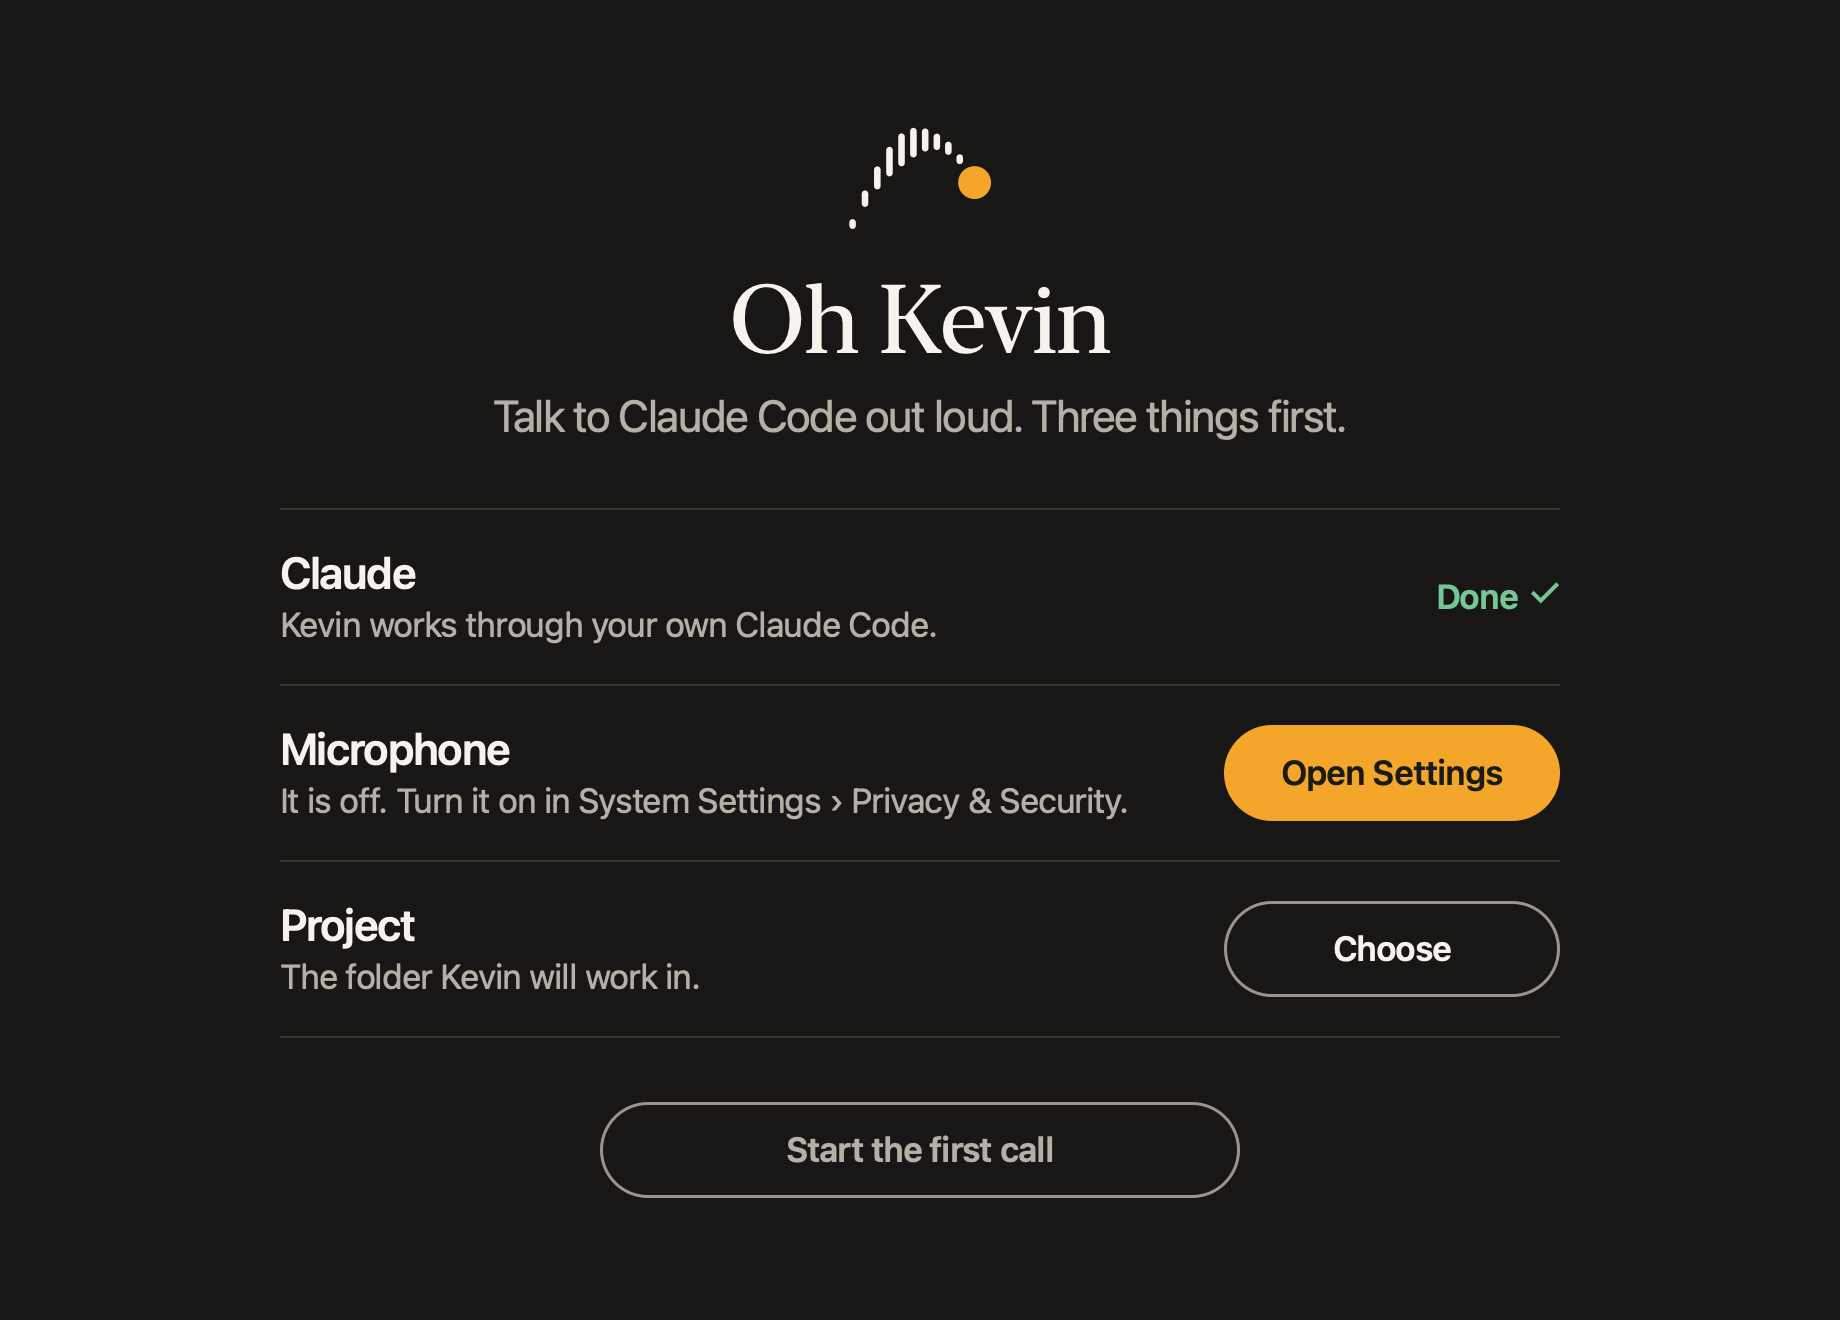 Oh Kevin
Talk to Claude Code out loud. Three things first.
Claude
Kevin works through your own Claude Code.
Done
Microphone
It is off. Turn it on in System Settings › Privacy & Security.
Open Settings
Project
The folder Kevin will work in.
Choose
Start the first call